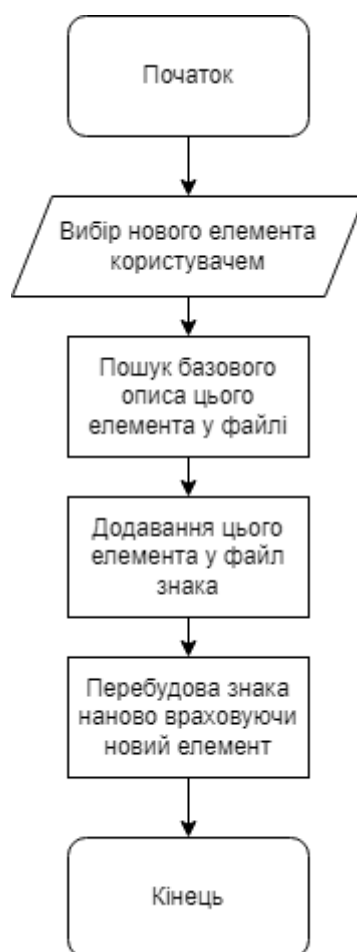 Початок
Вибір нового елемента
користувачем
Пошук базового
описа цього
елемента у файлі
Додавання цього
елемента у файл
знака
Перебудова знака
наново враховуючи
новий елемент
Кінець